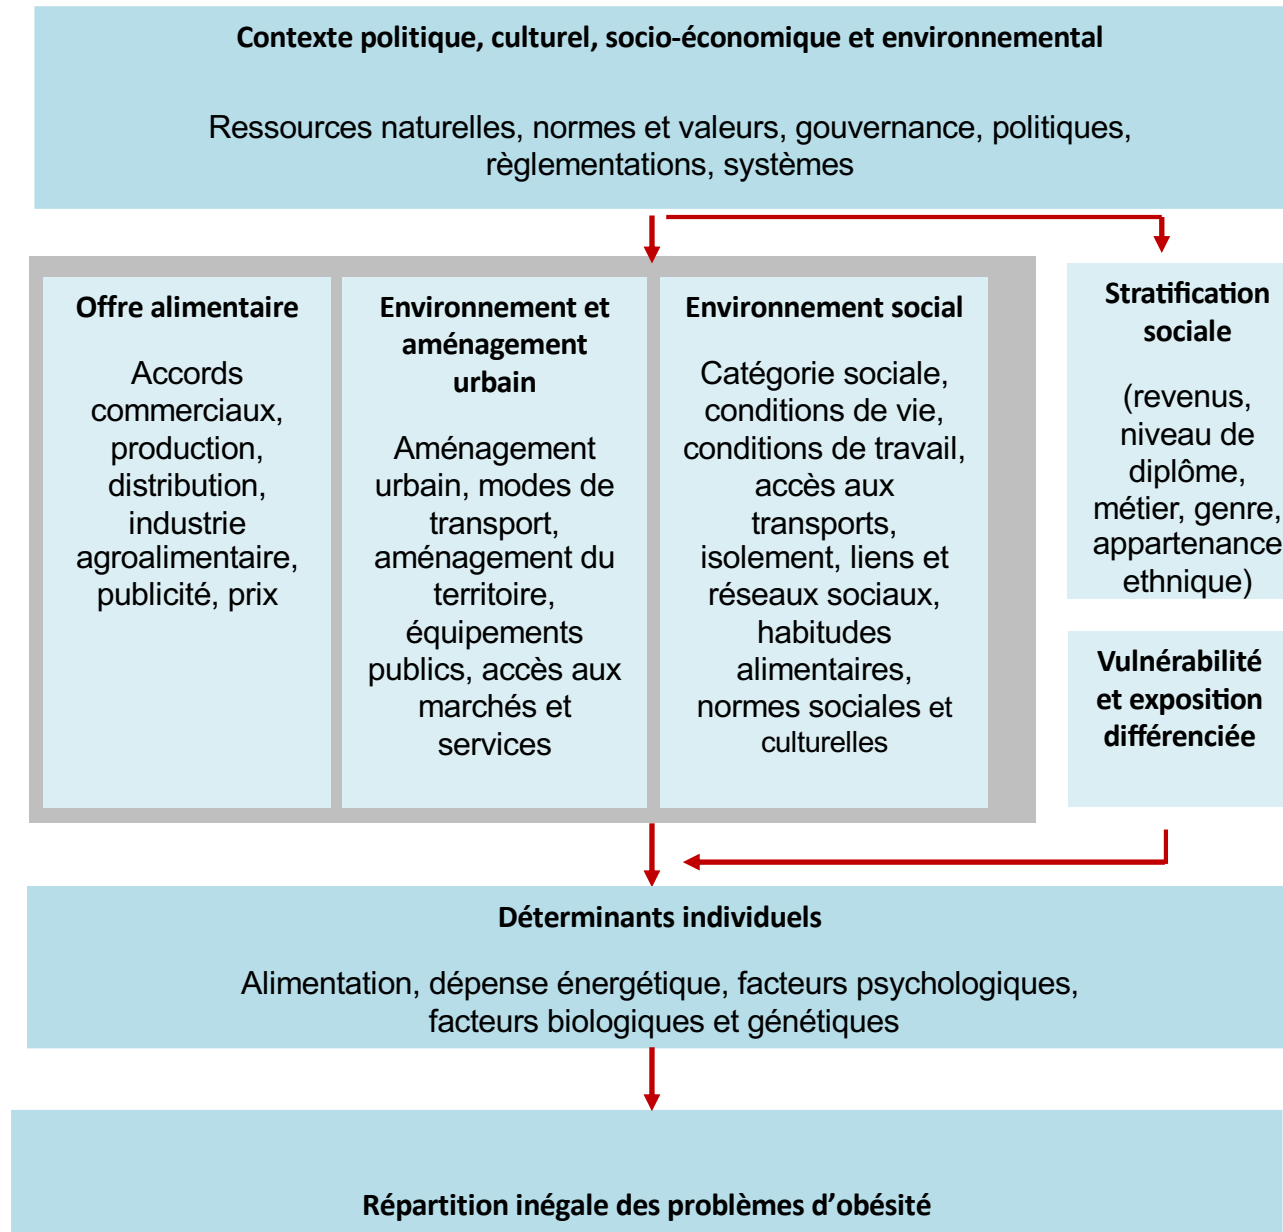 Contexte politique, culturel, socio-économique et environnemental
Ressources naturelles, normes et valeurs, gouvernance, politiques,
règlementations, systèmes
Offre alimentaire
Accords
commerciaux,
production,
distribution,
industrie
agroalimentaire,
publicité, prix
Environnement et
aménagement
urbain
Aménagement
urbain, modes de
transport,
aménagement du
territoire,
équipements
publics, accès aux
marchés et
services
Environnement social
Catégorie sociale,
conditions de vie,
conditions de travail,
accès aux
transports,
isolement, liens et
réseaux sociaux,
habitudes
alimentaires,
normes sociales et
culturelles
Stratification
sociale
(revenus,
niveau de
diplôme,
métier, genre,
appartenance
ethnique)
Vulnérabilité
et exposition
différenciée
Déterminants individuels
Alimentation, dépense énergétique, facteurs psychologiques,
facteurs biologiques et génétiques
Répartition inégale des problèmes d’obésité